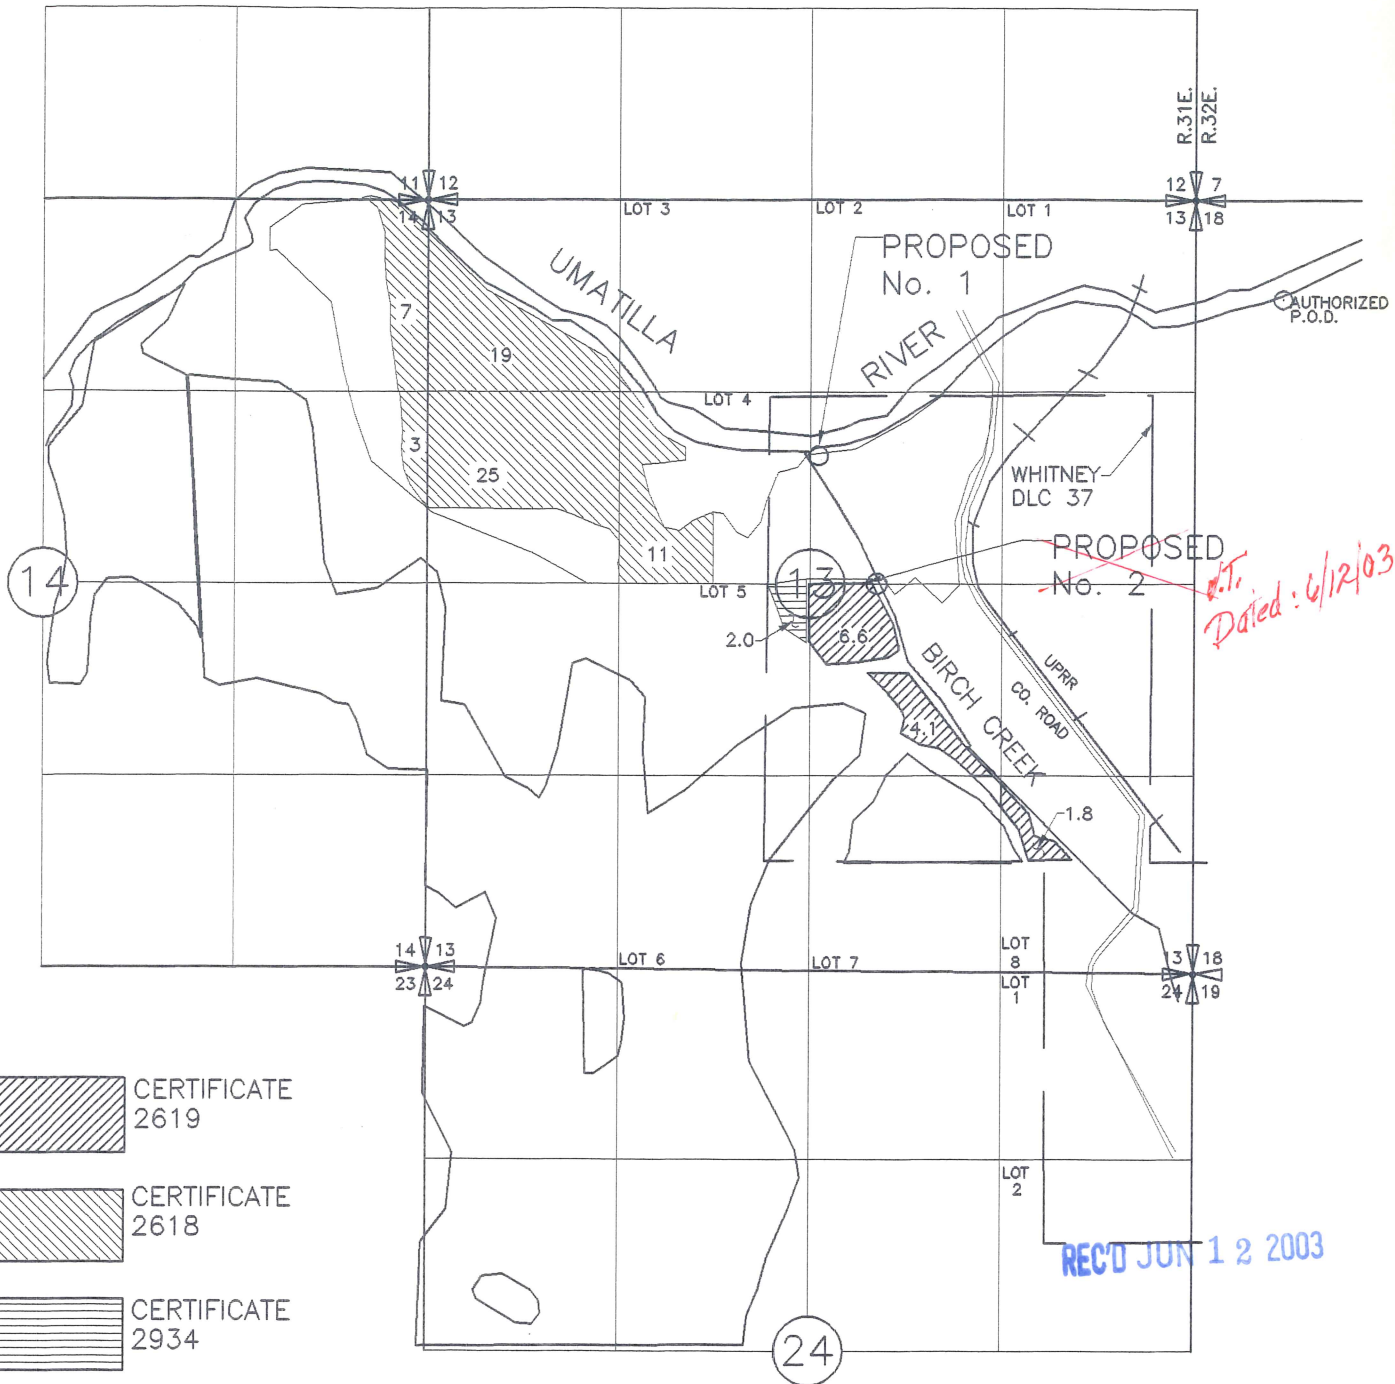 R.31E.
R.32E.
11 12
14 13
12 7
13 18
LOT 3
LOT 2
LOT 1
PROPOSED
No. 1
UMATILLA
RIVER
AUTHORIZED
P.O.D.
7
19
LOT 4
3
25
WHITNEY
DLC 37
11
PROPOSED
No. 2
J.T.
Dated: 6/12/03
14
13
LOT 5
2.0
6.6
BIRCH CREEK
UPRR
CO. ROAD
4.1
1.8
14 13
23 24
LOT 6
LOT 7
LOT
8
LOT
1
13 18
24 19
CERTIFICATE
2619
LOT
2
CERTIFICATE
2618
REC'D JUN 12 2003
CERTIFICATE
2934
24